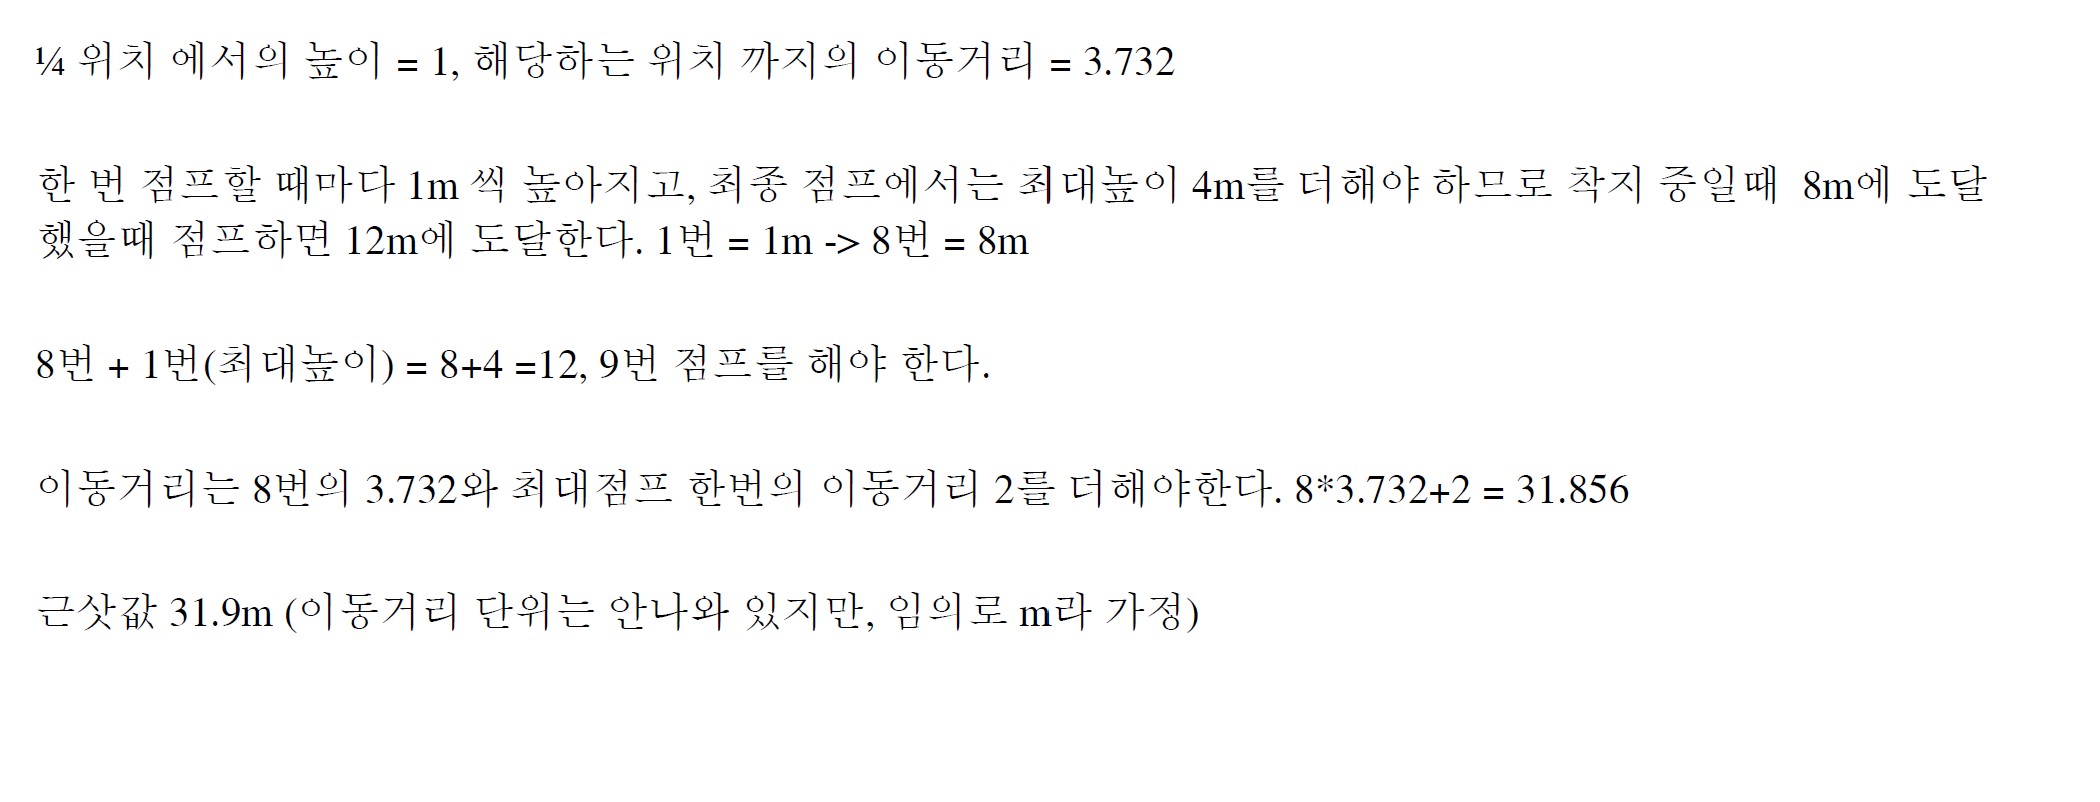 ¼ 위치 에서의 높이 = 1, 해당하는 위치 까지의 이동거리 = 3.732
한 번 점프할 때마다 1m 씩 높아지고, 최종 점프에서는 최대높이 4m를 더해야 하므로 착지 중일때 8m에 도달
했을때 점프하면 12m에 도달한다. 1번 = 1m -> 8번 = 8m
8번 + 1번(최대높이) = 8+4 =12, 9번 점프를 해야 한다.
이동거리는 8번의 3.732와 최대점프 한번의 이동거리 2를 더해야한다. 8*3.732+2 = 31.856
근삿값 31.9m (이동거리 단위는 안나와 있지만, 임의로 m라 가정)